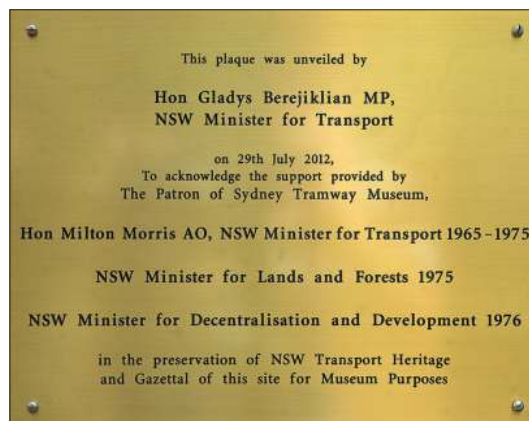 This plaque was unveiled by
Hon Gladys Berejiklian MP,
NSW Minister for Transport
on 29th July 2012,
To acknowledge the support provided by
The Patron of Sydney Tramway Museum,
Hon Milton Morris AO, NSW Minister for Transport 1965-1975
NSW Minister for Lands and Forests 1975
NSW Minister for Decentralisation and Development 1976
in the preservation of NSW Transport Heritage
and Gazettal of this site for Museum Purposes